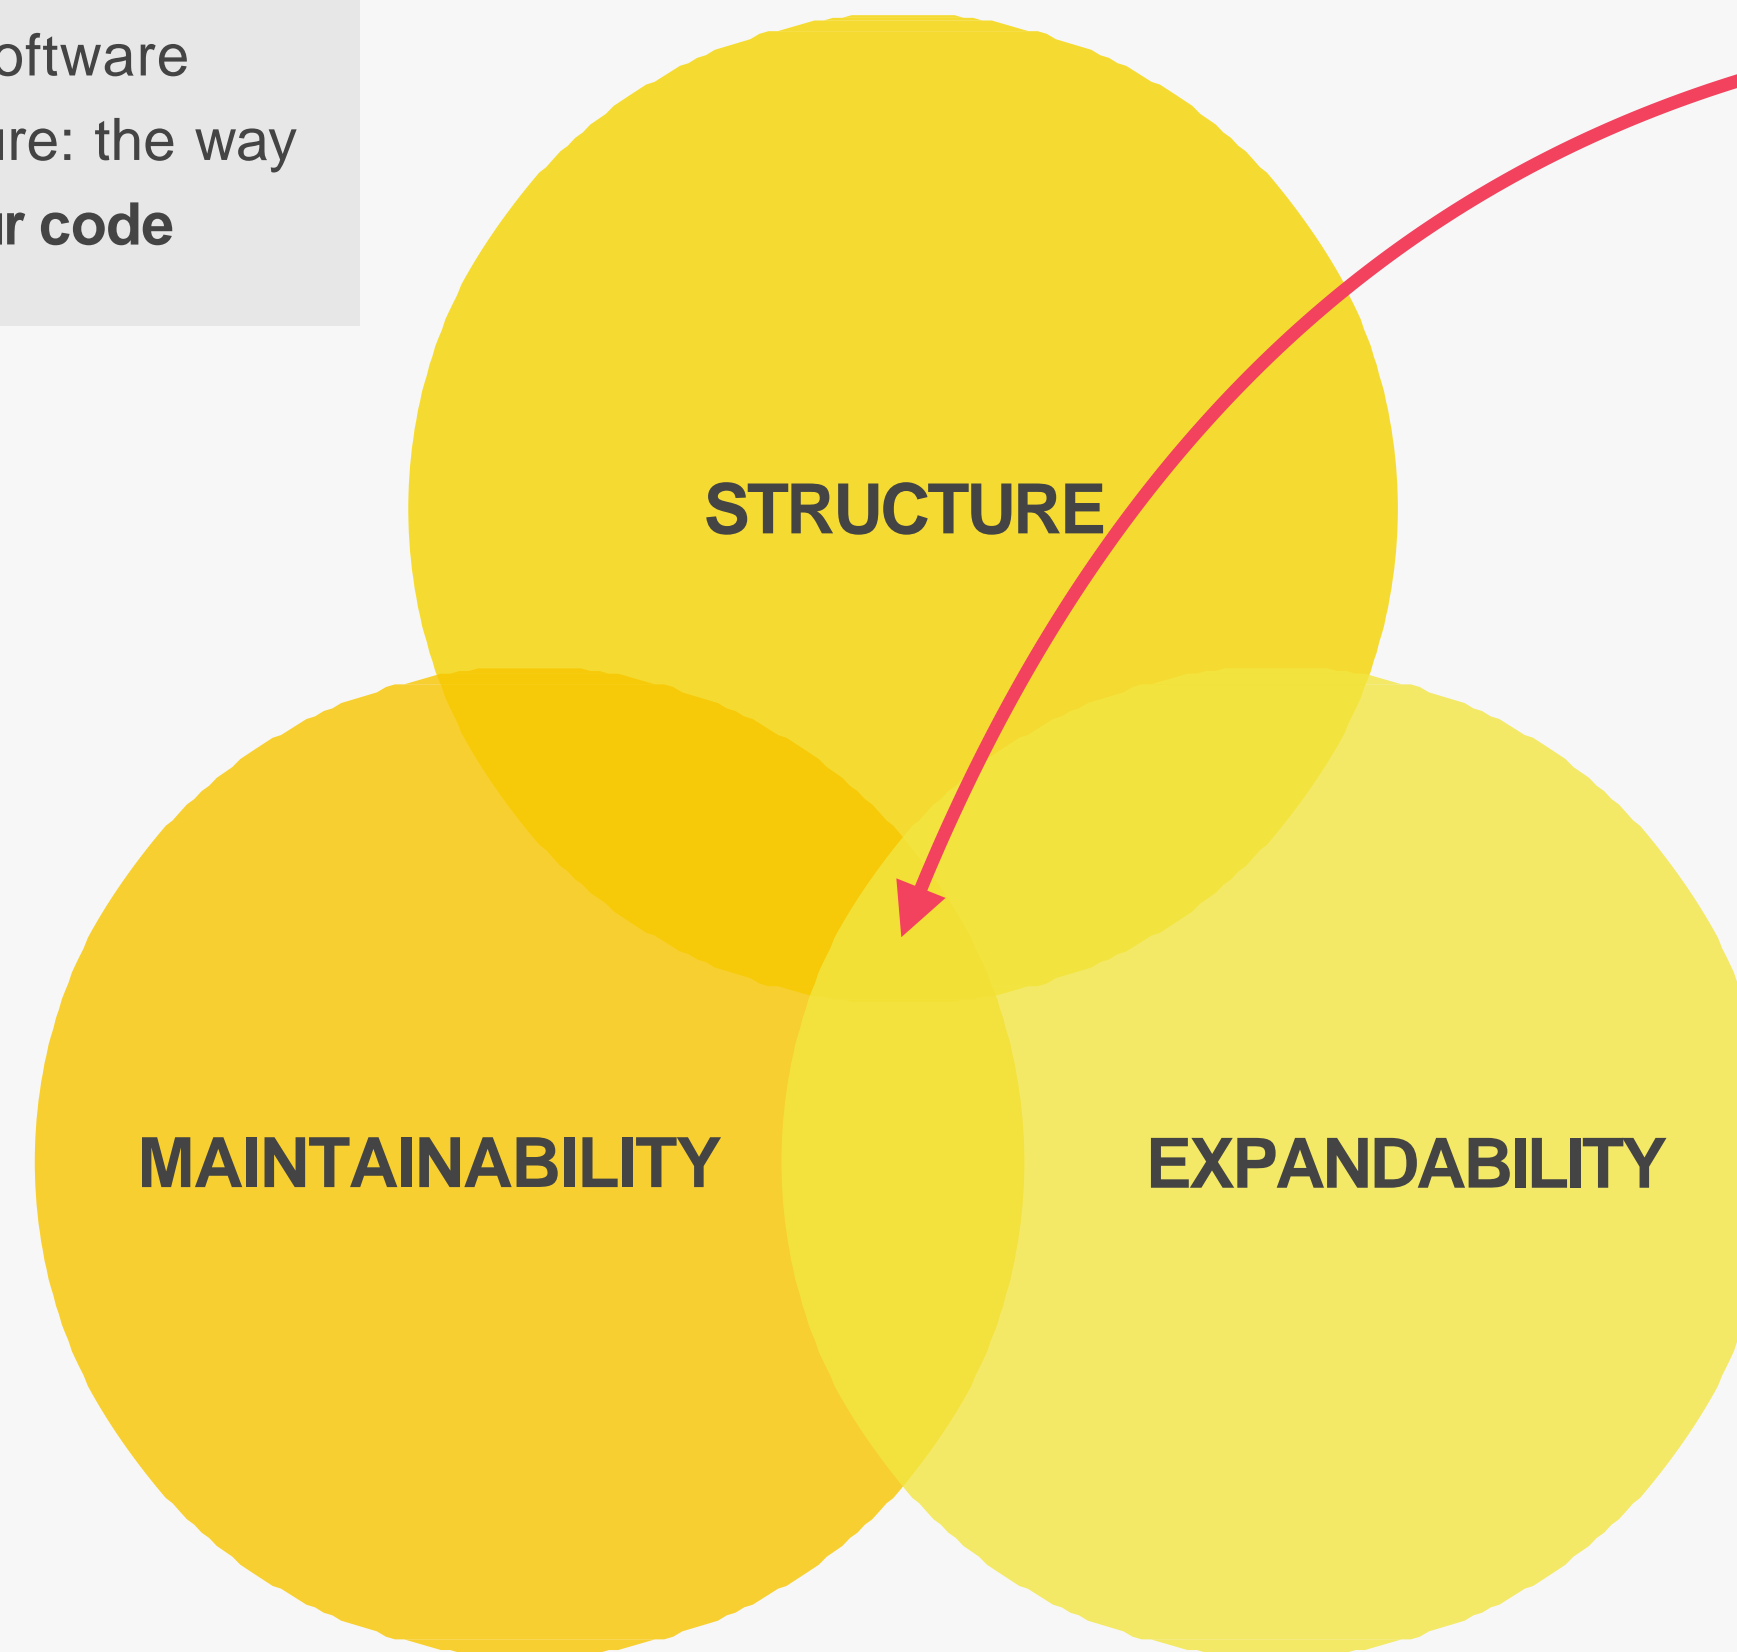 oftware
ure: the way
ur code
STRUCTURE
MAINTAINABILITY
EXPANDABILITY